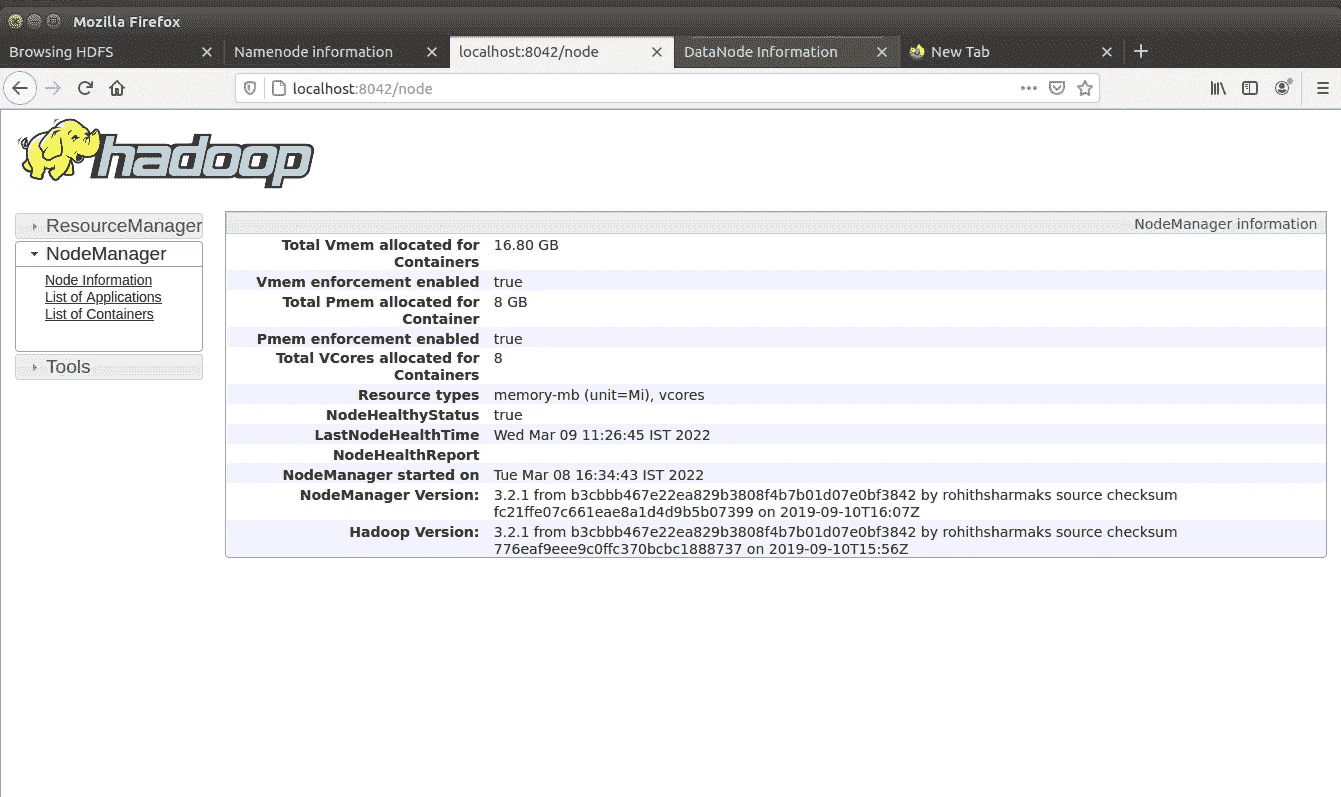 Mozilla Firefox
Browsing HDFS
Namenode information
localhost:8042/node
DataNode Information
New Tab
localhost:8042/node
hadoop
ResourceManager
NodeManager
Node Information
List of Applications
List of Containers
Tools
NodeManager information
Total Vmem allocated for 16.80 GB
Containers
Vmem enforcement enabled true
Total Pmem allocated for 8 GB
Container
Pmem enforcement enabled true
Total VCores allocated for 8
Containers
Resource types memory-mb (unit=Mi), vcores
NodeHealthyStatus true
LastNodeHealthTime Wed Mar 09 11:26:45 IST 2022
NodeHealthReport
NodeManager started on Tue Mar 08 16:34:43 IST 2022
NodeManager Version: 3.2.1 from b3cbbb467e22ea829b3808f4b7b01d07e0bf3842 by rohithsharmaks source checksum
fc21ffe07c661eae8a1d4d9b5b07399 on 2019-09-10T16:07Z
Hadoop Version: 3.2.1 from b3cbbb467e22ea829b3808f4b7b01d07e0bf3842 by rohithsharmaks source checksum
776eaf9eee9c0ffc370bcbc1888737 on 2019-09-10T15:56Z